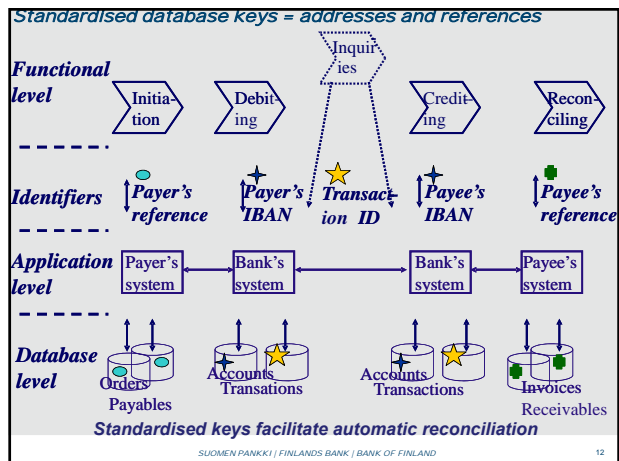 Standardised database keys = addresses and references
Inquir
ies
Functional
level
Initia-
tion
Debit-
ing
Credit-
ing
Recon-
ciling
Identifiers
Payer's
reference
Payer's
IBAN
Transact-
ion ID
Payee's
IBAN
Payee's
reference
Application
level
Payer's
system
Bank's
system
Bank's
system
Payee's
system
Database
level
Orders
Payables
Accounts
Transations
Accounts
Transactions
Invoices
Receivables
Standardised keys facilitate automatic reconciliation
SUOMEN PANKKI | FINLANDS BANK | BANK OF FINLAND
12